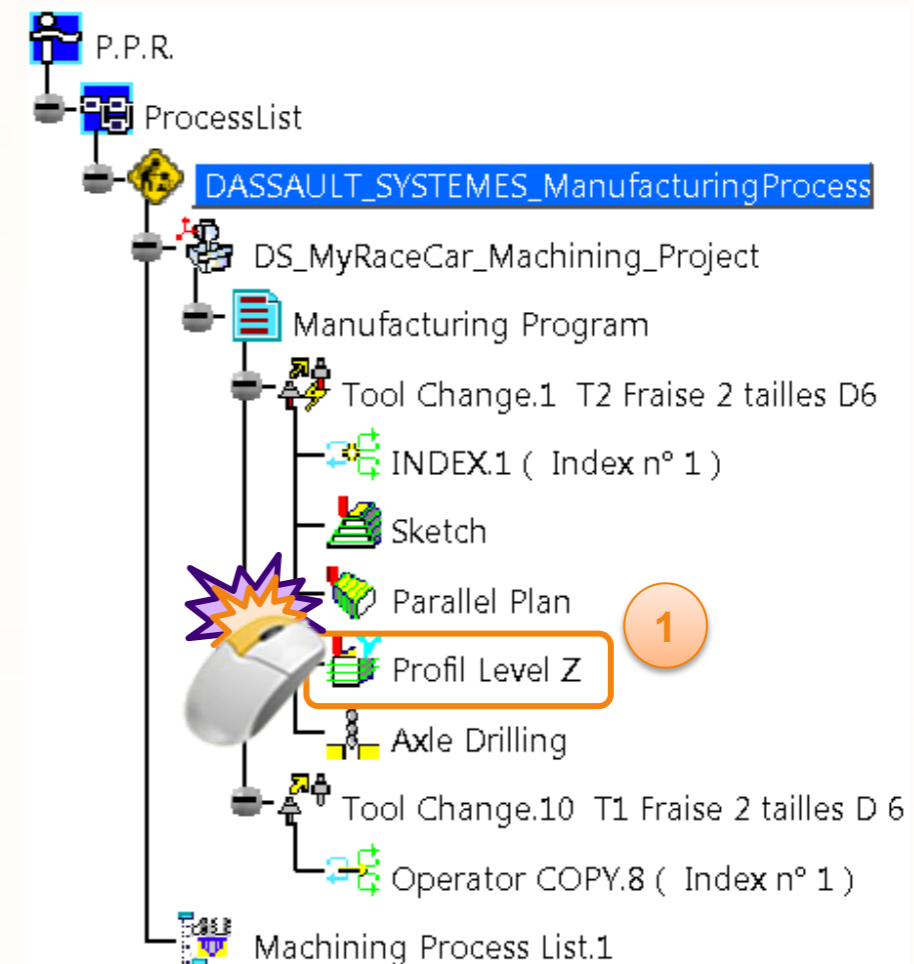 P.P.R.
ProcessList
DASSAULT_SYSTEMES_ManufacturingProcess
DS_MyRaceCar_Machining_Project
Manufacturing Program
Tool Change.1 T2 Fraise 2 tailles D6
INDEX.1 ( Index n° 1 )
Sketch
Parallel Plan
1
Profil Level Z
Axle Drilling
Tool Change.10 T1 Fraise 2 tailles D 6
Operator COPY.8 ( Index n° 1 )
Machining Process List.1